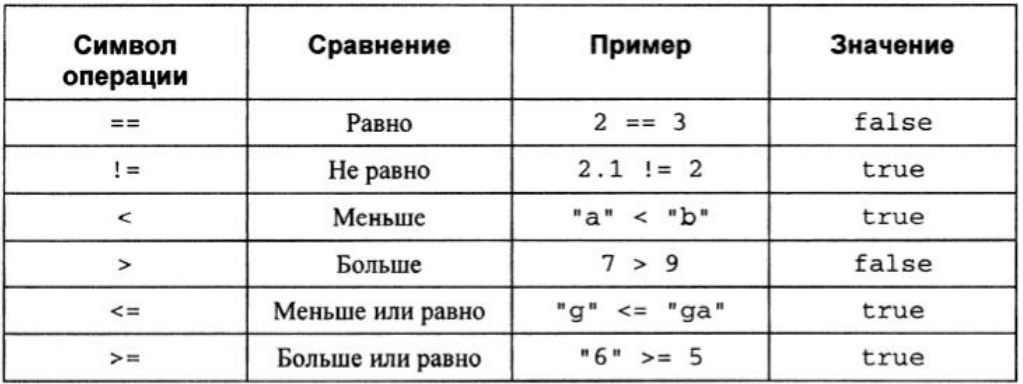 Символ операции | Сравнение | Пример | Значение
== | Равно | 2 == 3 | false
!= | Не равно | 2.1 != 2 | true
< | Меньше | "a" < "b" | true
> | Больше | 7 > 9 | false
<= | Меньше или равно | "g" <= "ga" | true
>= | Больше или равно | "6" >= 5 | true